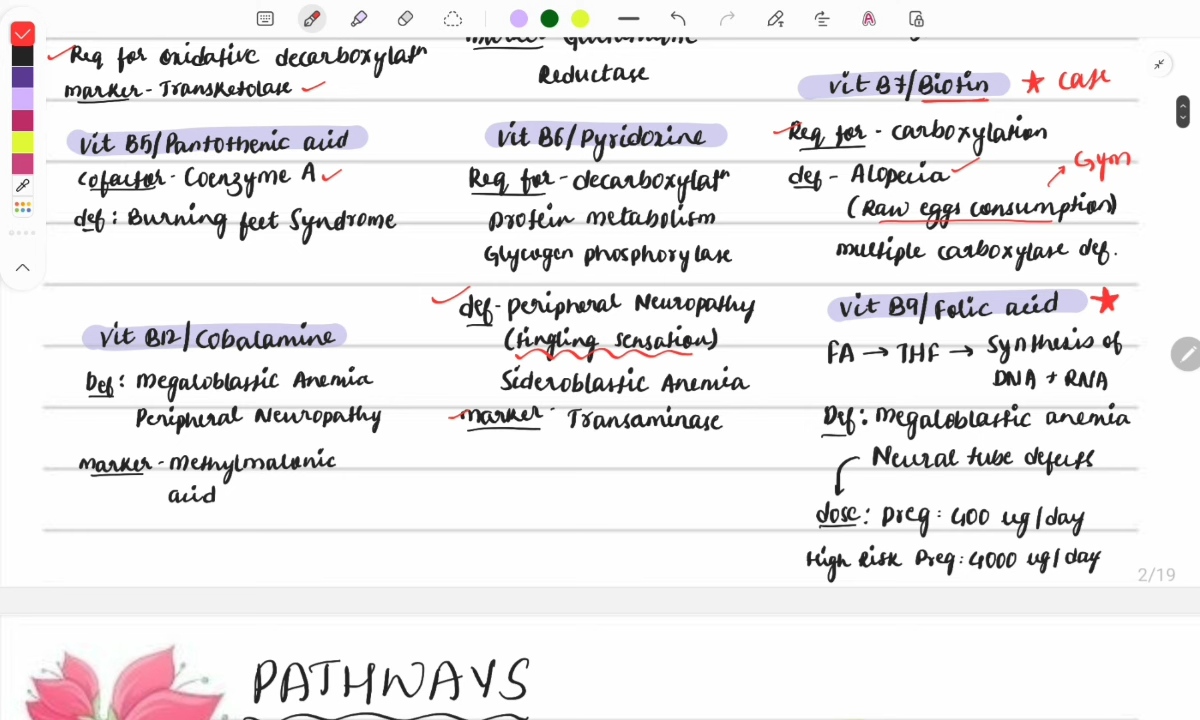 Req for oxidative decarboxylatn
marker - Transketolase
Reductase
vit B7/Biotin ★ Case
vit B5/Pantothenic acid
cofactor - Coenzyme A
def : Burning feet Syndrome
vit B6/Pyridoxine
Req for - decarboxylatn
protein metabolism
Glycogen phosphorylase
def - peripheral Neuropathy
(tingling sensation)
Sideroblastic Anemia
marker - Transaminase
Req for - carboxylation
def - Alopecia
Gym
(Raw eggs consumption)
multiple carboxylase def.
vit B9/Folic acid ★
FA → THF → Synthesis of
DNA + RNA
Def : Megaloblastic anemia
Neural tube defects
dose : preg : 400 ug/day
High Risk preg : 4000 ug/day
vit B12/Cobalamine
Def : Megaloblastic Anemia
Peripheral Neuropathy
marker - Methylmalonic
acid
2/19
PATHWAYS